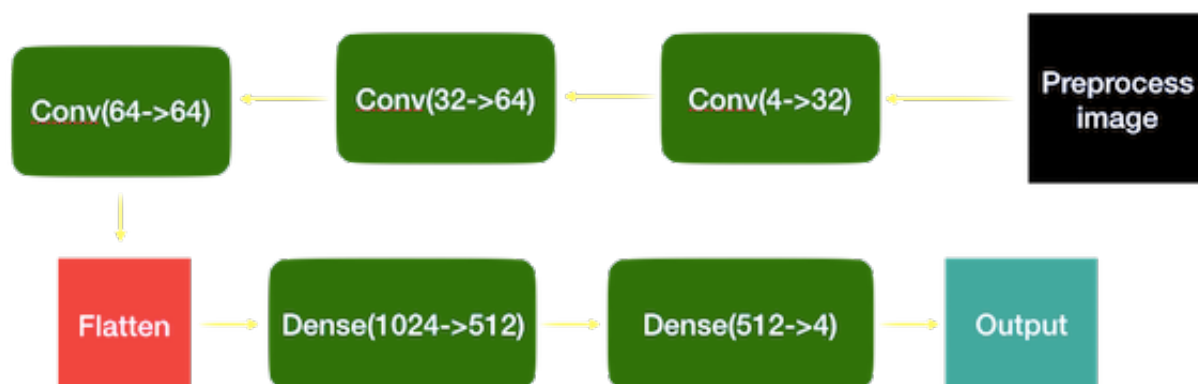 Preprocess
image
Conv(4->32)
Conv(32->64)
Conv(64->64)
Flatten
Dense(1024->512)
Dense(512->4)
Output